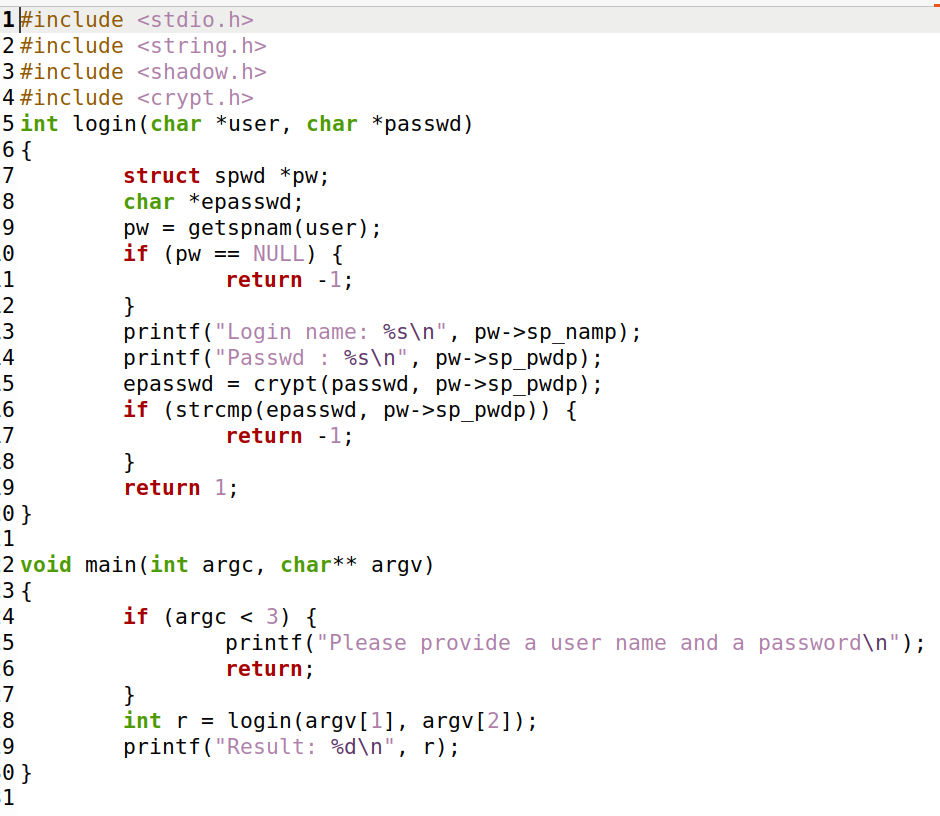 1 #include <stdio.h>
2 #include <string.h>
3 #include <shadow.h>
4 #include <crypt.h>
5 int login(char *user, char *passwd)
6 {
7         struct spwd *pw;
8         char *epasswd;
9         pw = getspnam(user);
0         if (pw == NULL) {
1                 return -1;
2         }
3         printf("Login name: %s\n", pw->sp_namp);
4         printf("Passwd : %s\n", pw->sp_pwdp);
5         epasswd = crypt(passwd, pw->sp_pwdp);
6         if (strcmp(epasswd, pw->sp_pwdp)) {
7                 return -1;
8         }
9         return 1;
0 }
1
2 void main(int argc, char** argv)
3 {
4         if (argc < 3) {
5                 printf("Please provide a user name and a password\n");
6                 return;
7         }
8         int r = login(argv[1], argv[2]);
9         printf("Result: %d\n", r);
0 }
1